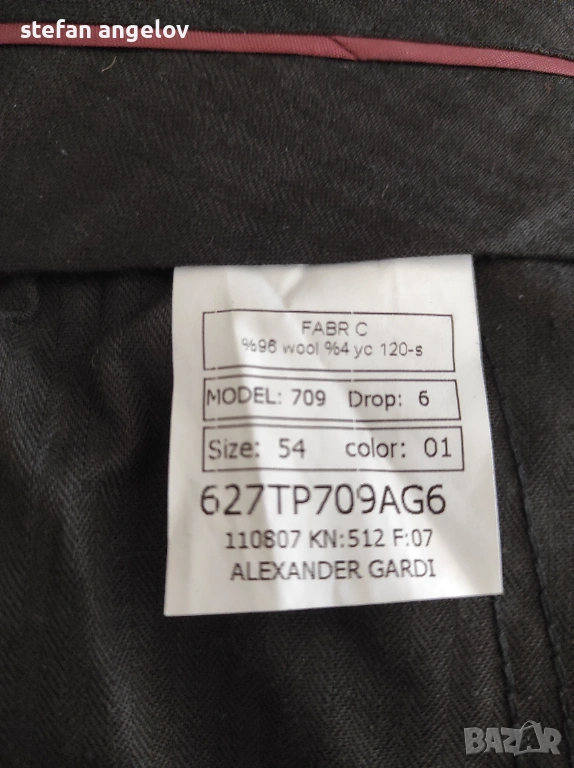 stefan angelov
FABR C
%96 wool %4 yc 120-s
MODEL: 709 Drop: 6
Size: 54 color: 01
627TP709AG6
110807 KN:512 F:07
ALEXANDER GARDI
BAZAR